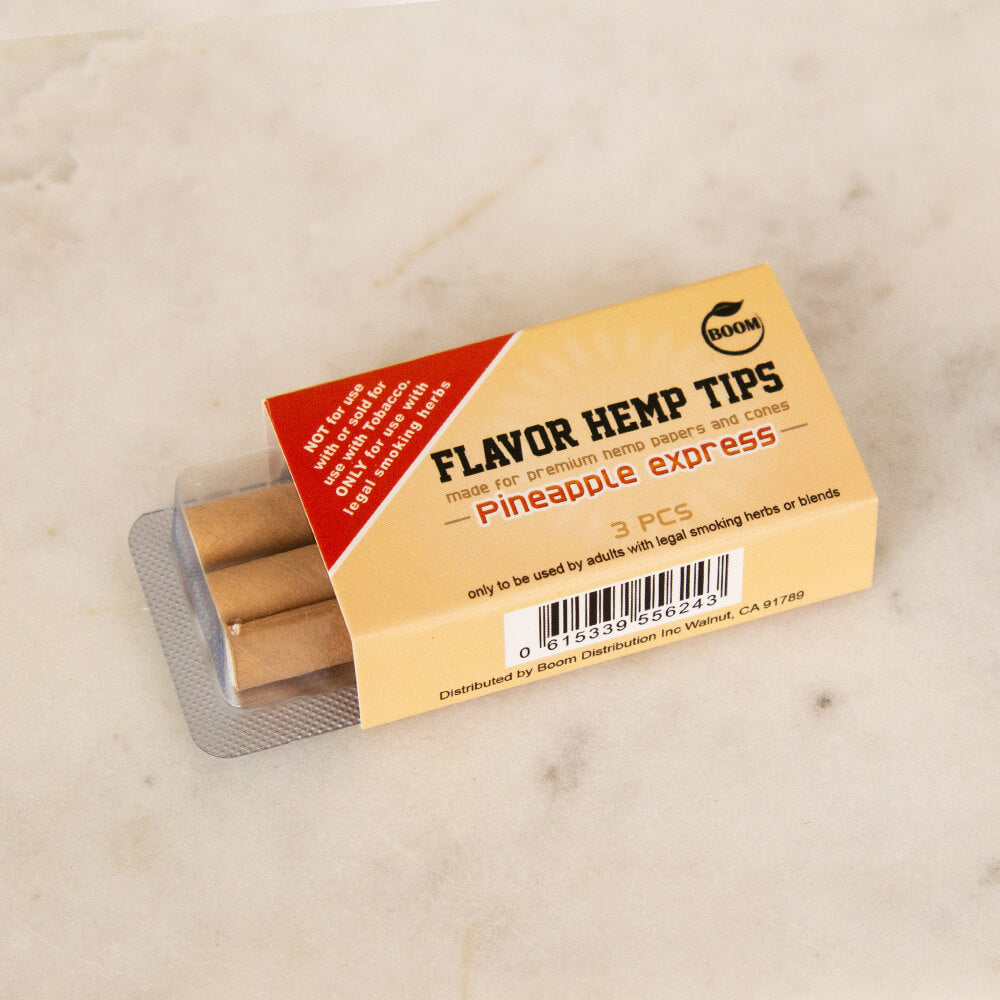 BOOM
NOT for use
with or sold for
use with Tobacco.
ONLY for use with
legal smoking herbs
FLAVOR HEMP TIPS
made for premium hemp papers and cones
Pineapple express
3 PCS
only to be used by adults with legal smoking herbs or blends
0 615339 556243
Distributed by Boom Distribution Inc Walnut, CA 91789